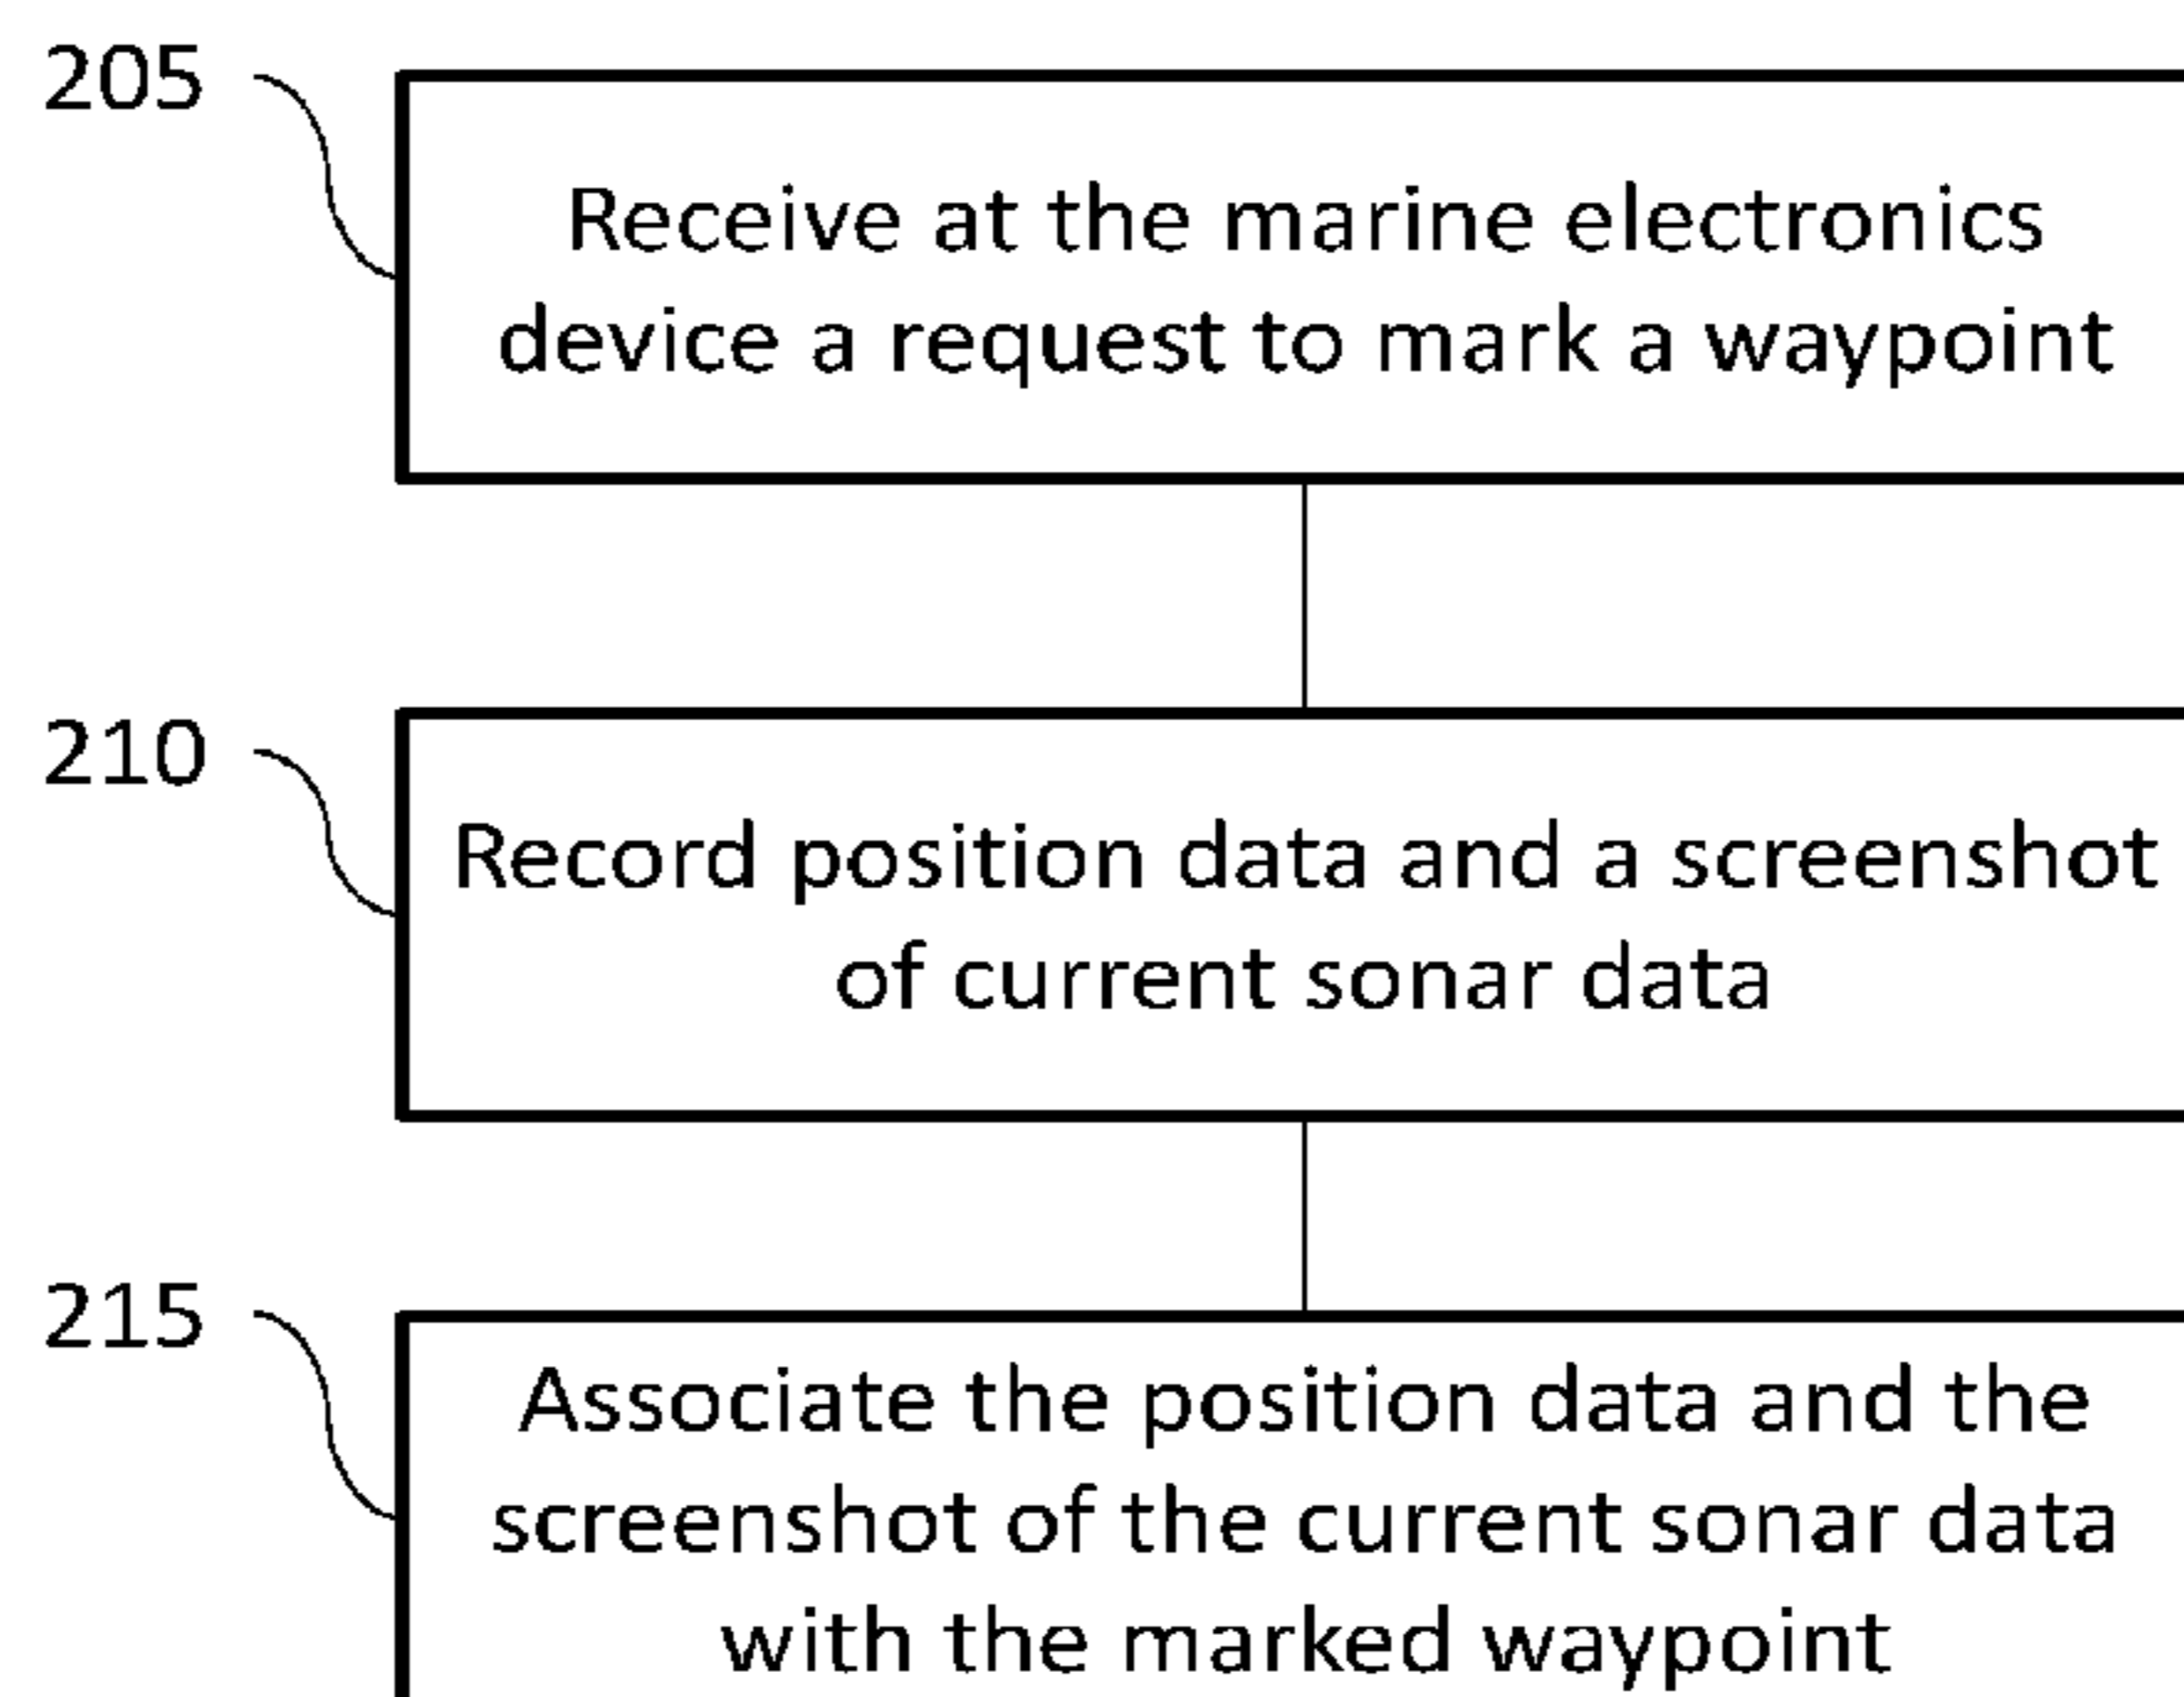 205
Receive at the marine electronics
device a request to mark a waypoint
210
Record position data and a screenshot
of current sonar data
215
Associate the position data and the
screenshot of the current sonar data
with the marked waypoint